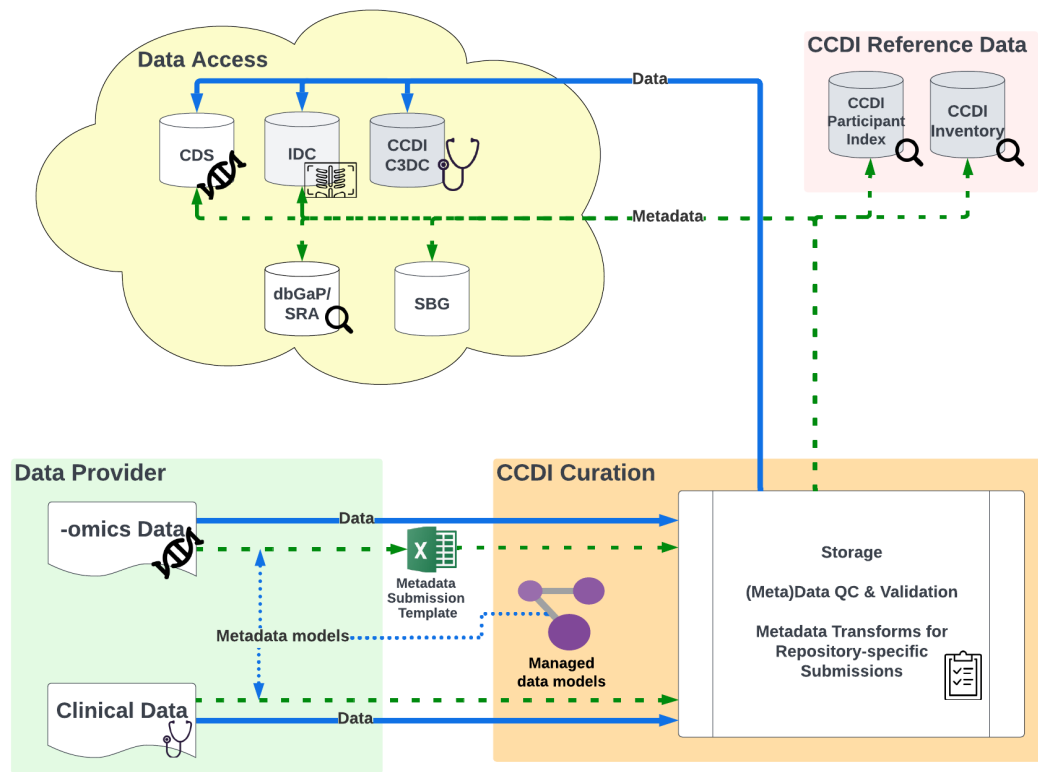 Data Access
CCDI Reference Data
Data
CDS
IDC
CCDI
C3DC
CCDI
Participant
Index
CCDI
Inventory
Metadata
dbGaP/
SRA
SBG
Data Provider
CCDI Curation
-omics Data
Data
X
Metadata
Submission
Template
Storage
(Meta)Data QC & Validation
Metadata Transforms for
Repository-specific
Submissions
Metadata models
Managed
data models
Clinical Data
Data